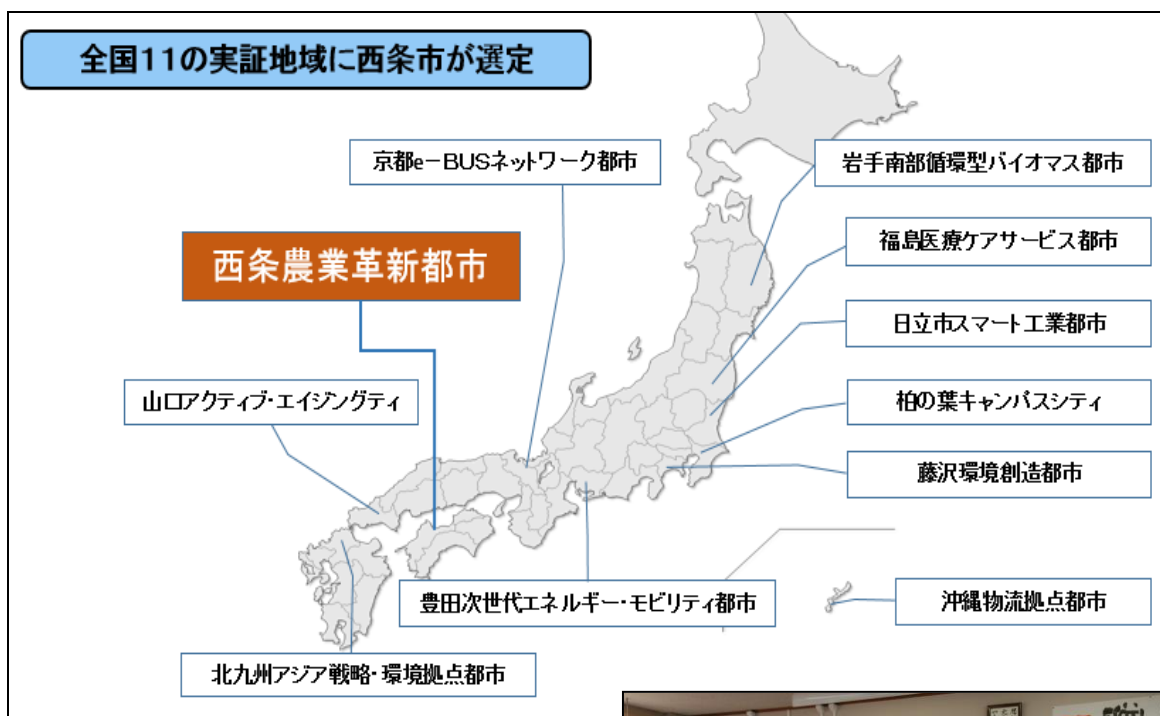 全国11の実証地域に西条市が選定
京都e-BUSネットワーク都市
岩手南部循環型バイオマス都市
福島医療ケアサービス都市
西条農業革新都市
日立市スマート工業都市
山口アクティブ・エイジングティ
柏の葉キャンパスシティ
藤沢環境創造都市
豊田次世代エネルギー・モビリティ都市
沖縄物流拠点都市
北九州アジア戦略・環境拠点都市